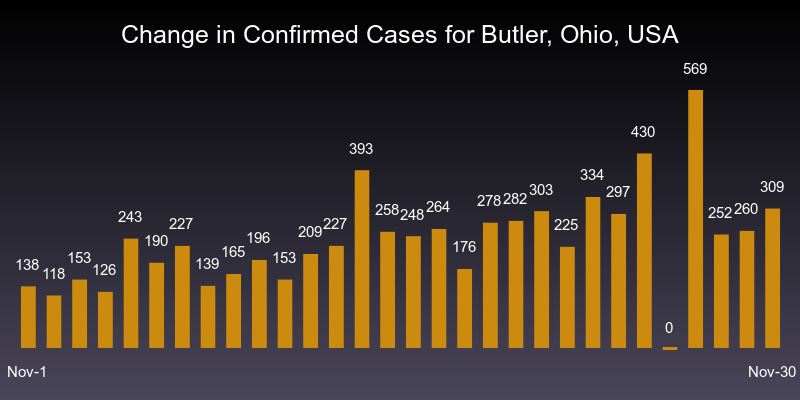 Change in Confirmed Cases for Butler, Ohio, USA
138 118 153 126 243 190 227 139 165 196 153 209 227 393 258 248 264 176 278 282 303 225 334 297 430 0 569 252 260 309
Nov-1 Nov-30